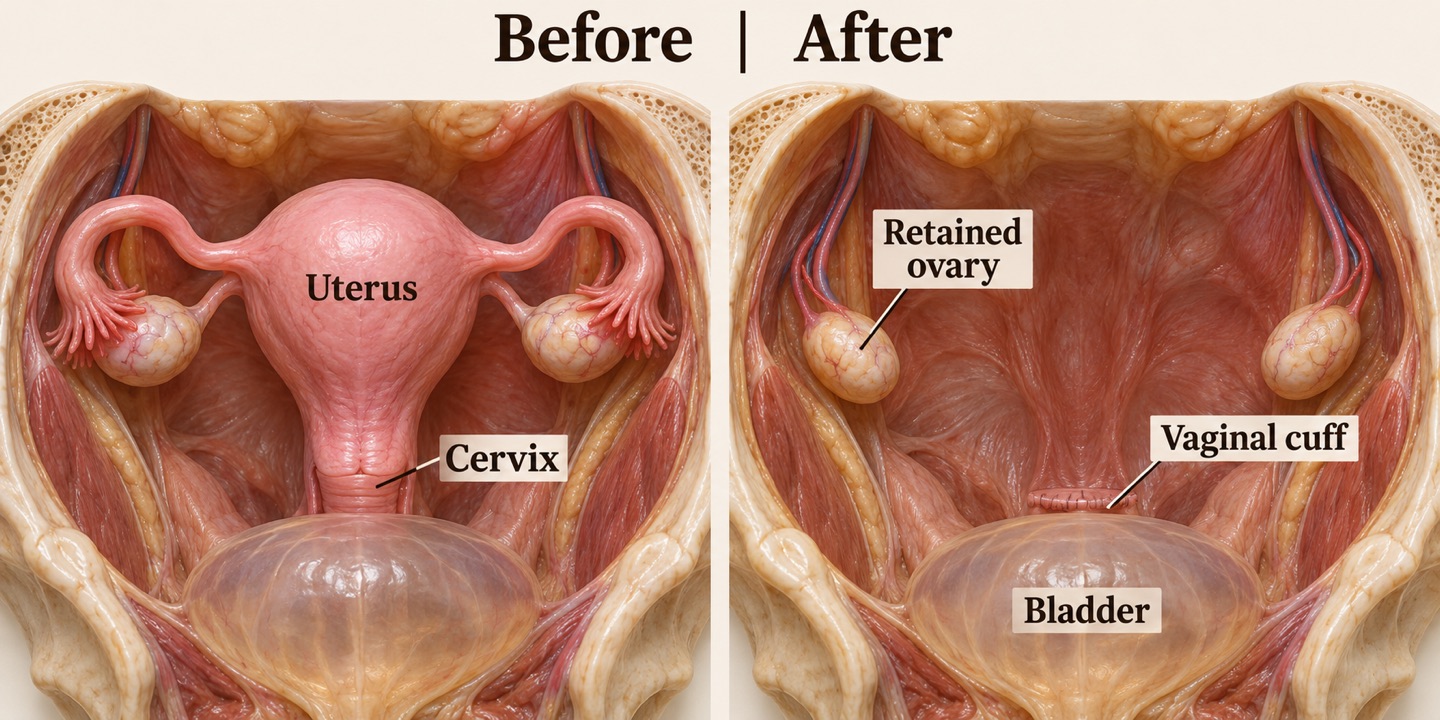 Before | After
Uterus
Cervix
Retained
ovary
Vaginal cuff
Bladder